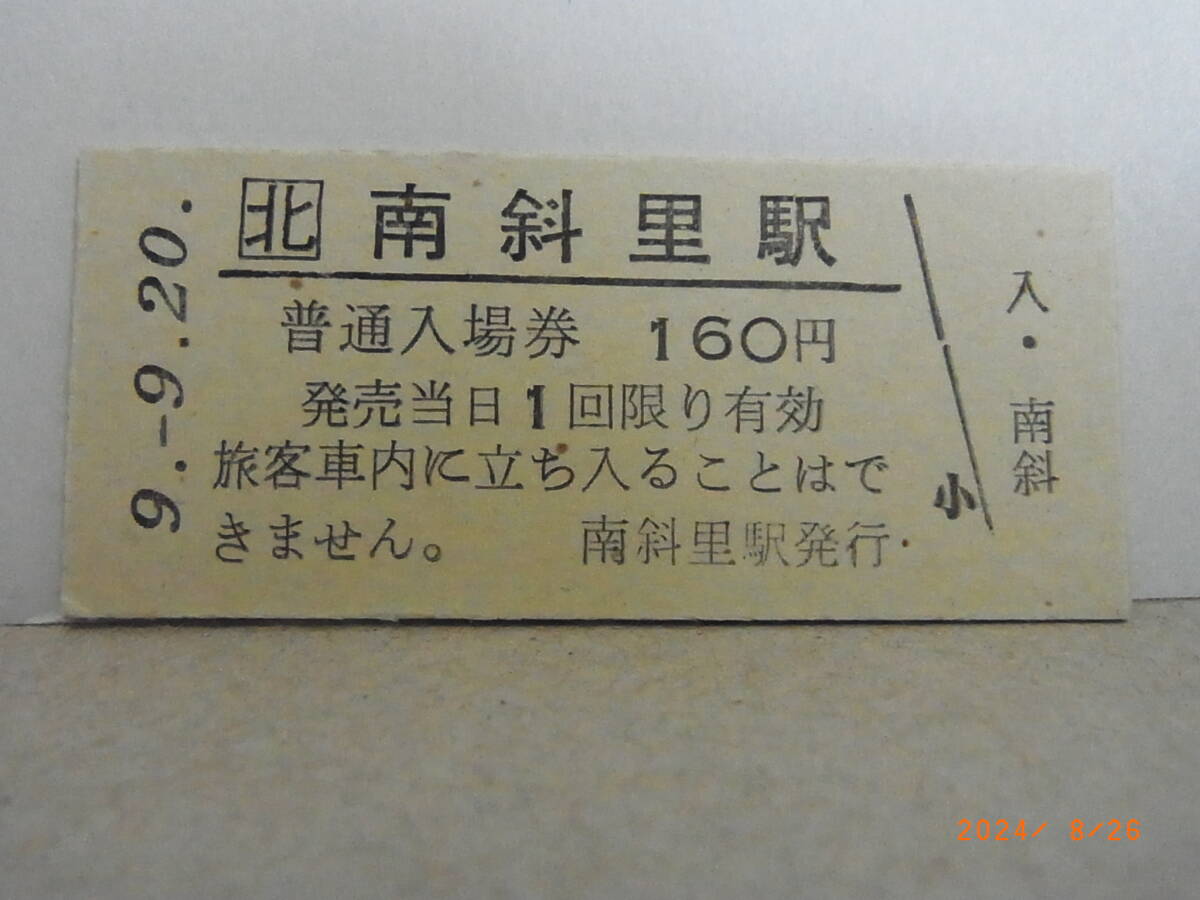 9.-9.20.
北 南斜里駅
普通入場券 160円
発売当日1回限り有効
旅客車内に立ち入ることはで
きません。 南斜里駅発行
小
入・南斜
2024/ 8/26